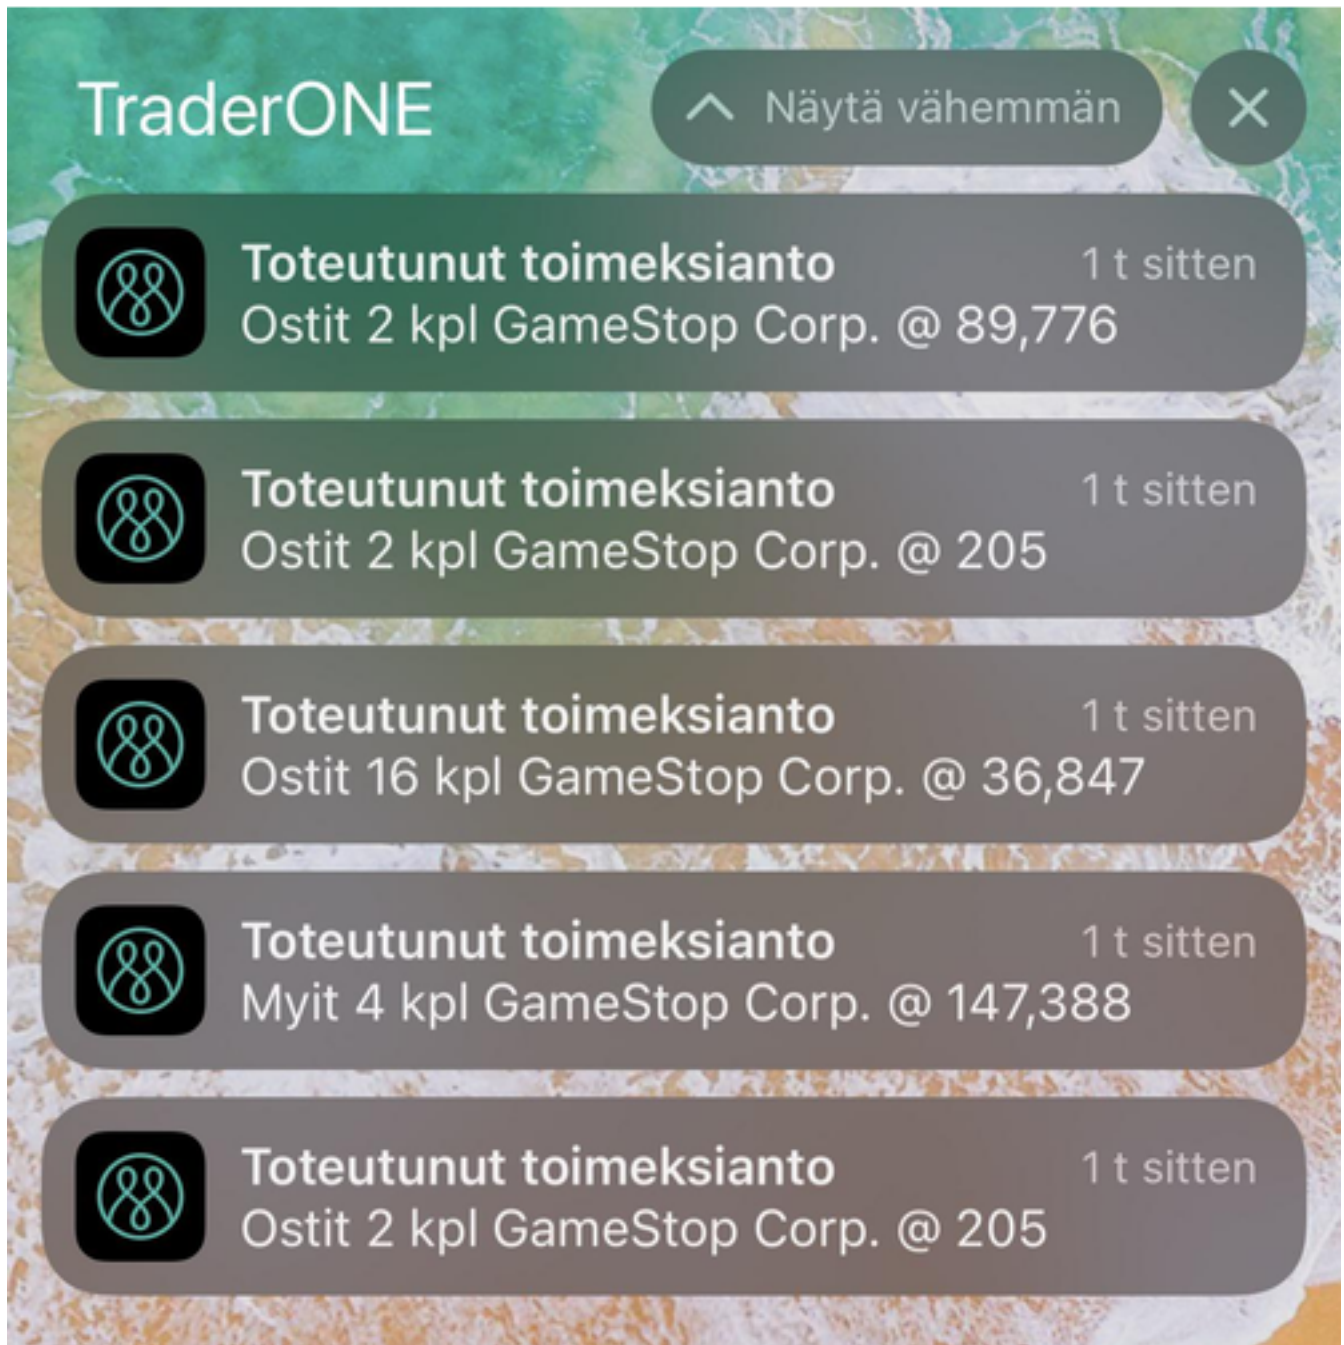 TraderONE
Näytä vähemmän
Toteutunut toimeksianto 1 t sitten
Ostit 2 kpl GameStop Corp. @ 89,776
Toteutunut toimeksianto 1 t sitten
Ostit 2 kpl GameStop Corp. @ 205
Toteutunut toimeksianto 1 t sitten
Ostit 16 kpl GameStop Corp. @ 36,847
Toteutunut toimeksianto 1 t sitten
Myit 4 kpl GameStop Corp. @ 147,388
Toteutunut toimeksianto 1 t sitten
Ostit 2 kpl GameStop Corp. @ 205